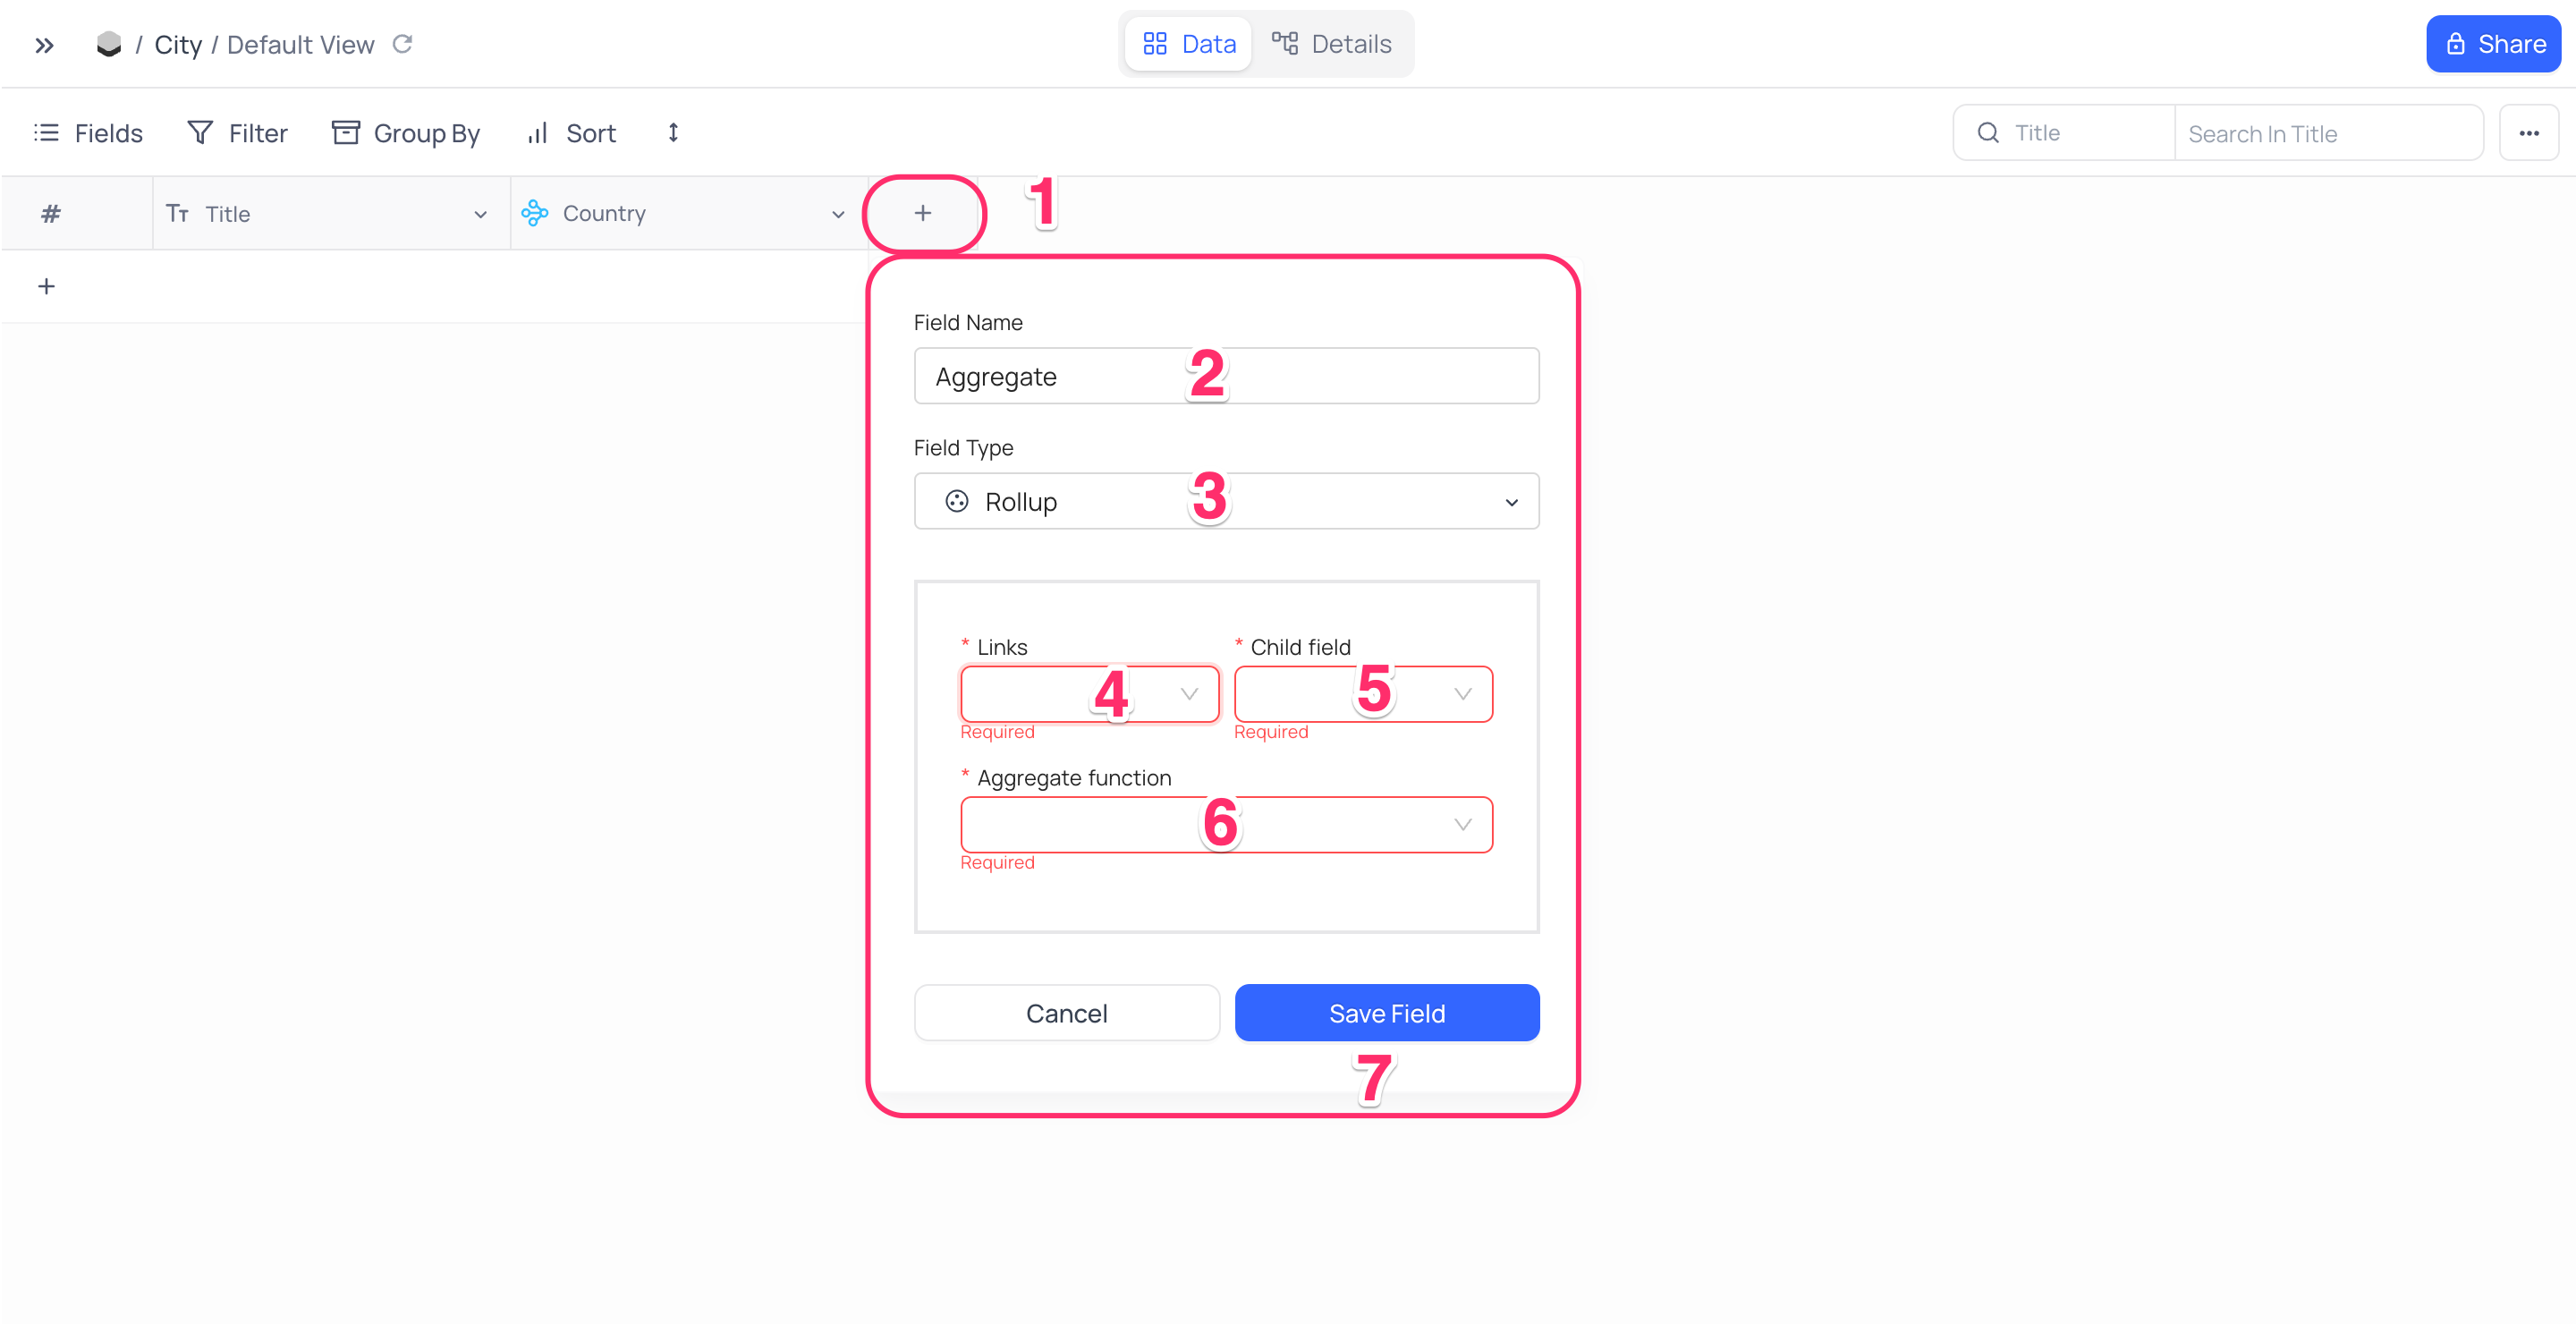 / City / Default View
Data
Details
Share
Fields
Filter
Group By
Sort
Title
Search In Title
#
Tт Title
Country
+
1
+
Field Name
Aggregate
2
Field Type
Rollup
3
* Links
* Child field
4
5
Required
Required
* Aggregate function
6
Required
Cancel
Save Field
7